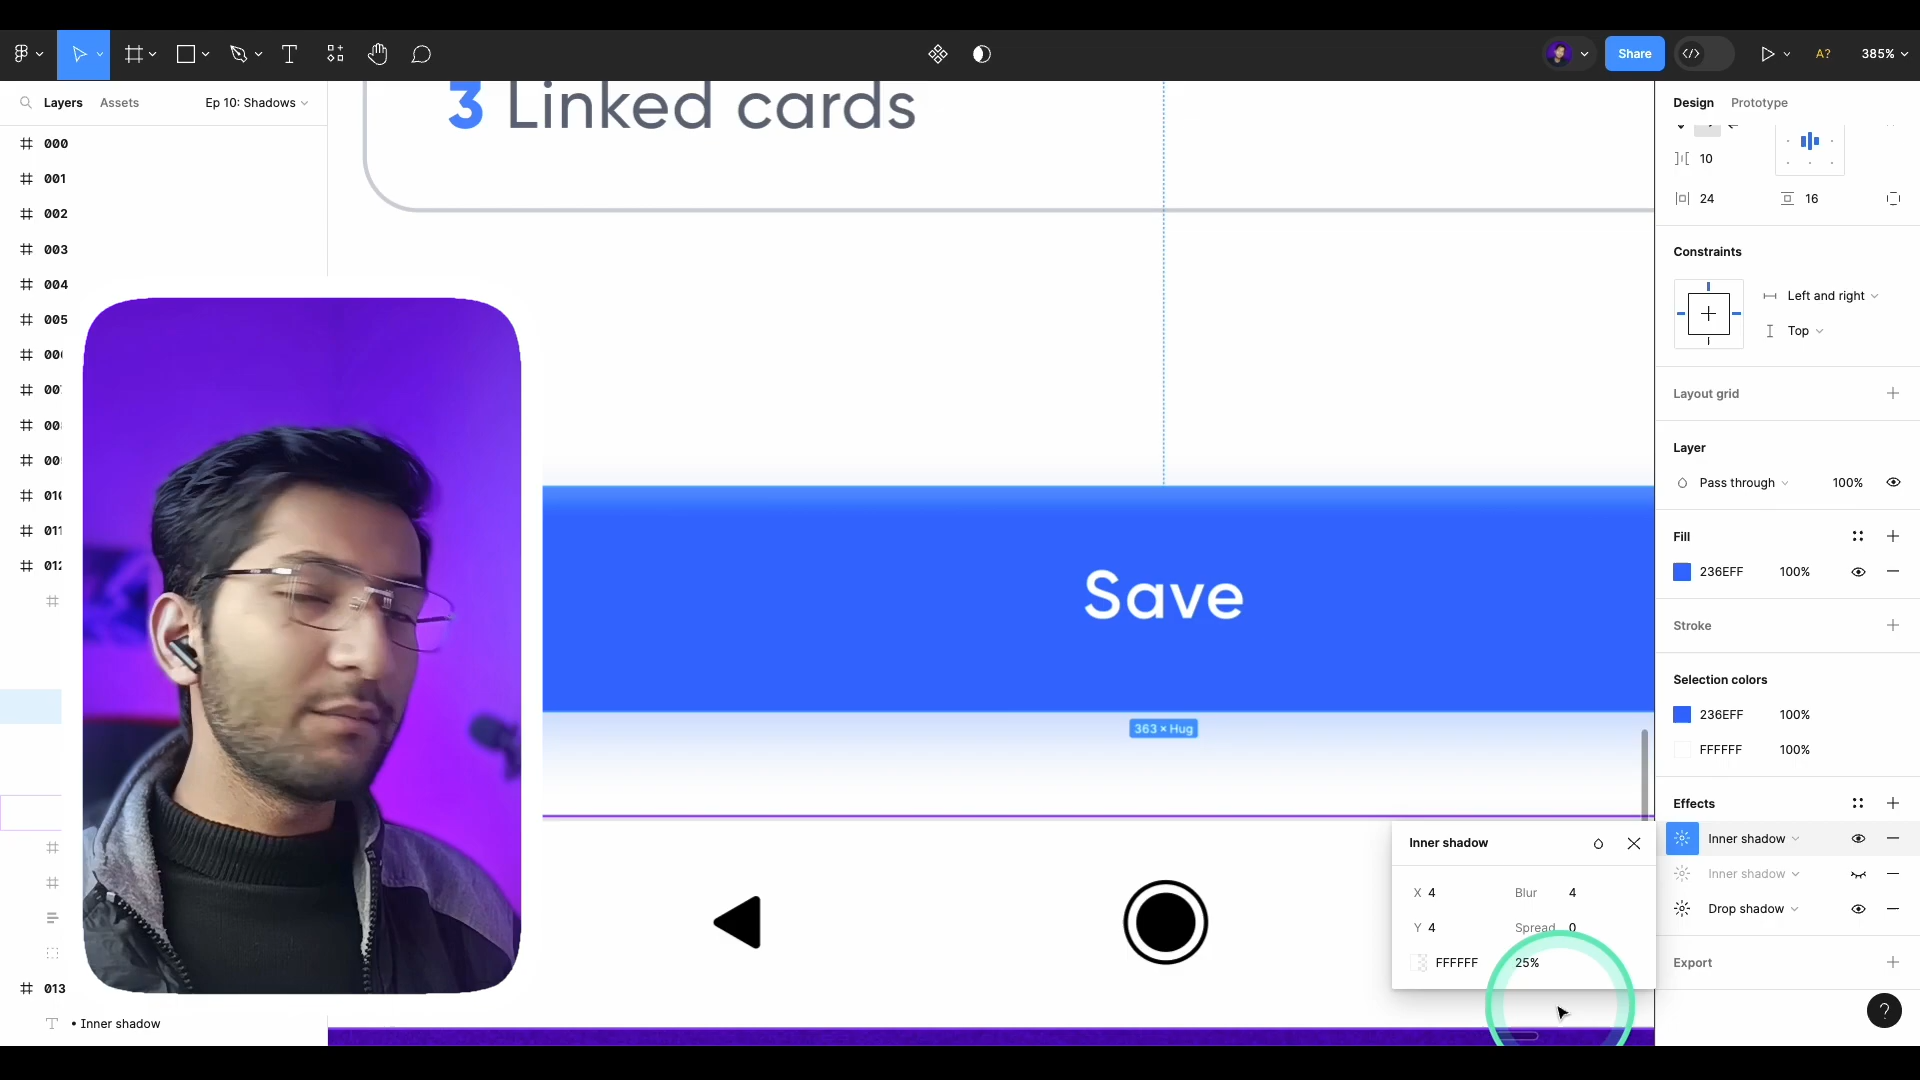 Share
A?
385%
Layers
Assets
Ep 10: Shadows
000
001
002
003
004
005
012
013
• Inner shadow
3 Linked cards
Save
363 × Hug
Inner shadow
X 4
Blur 4
Y 4
Spread 0
FFFFFF 25%
Design
Prototype
10
24
16
Constraints
Left and right
Top
Layout grid
Layer
Pass through
100%
Fill
236EFF 100%
Stroke
Selection colors
236EFF 100%
FFFFFF 100%
Effects
Inner shadow
Inner shadow
Drop shadow
Export
?